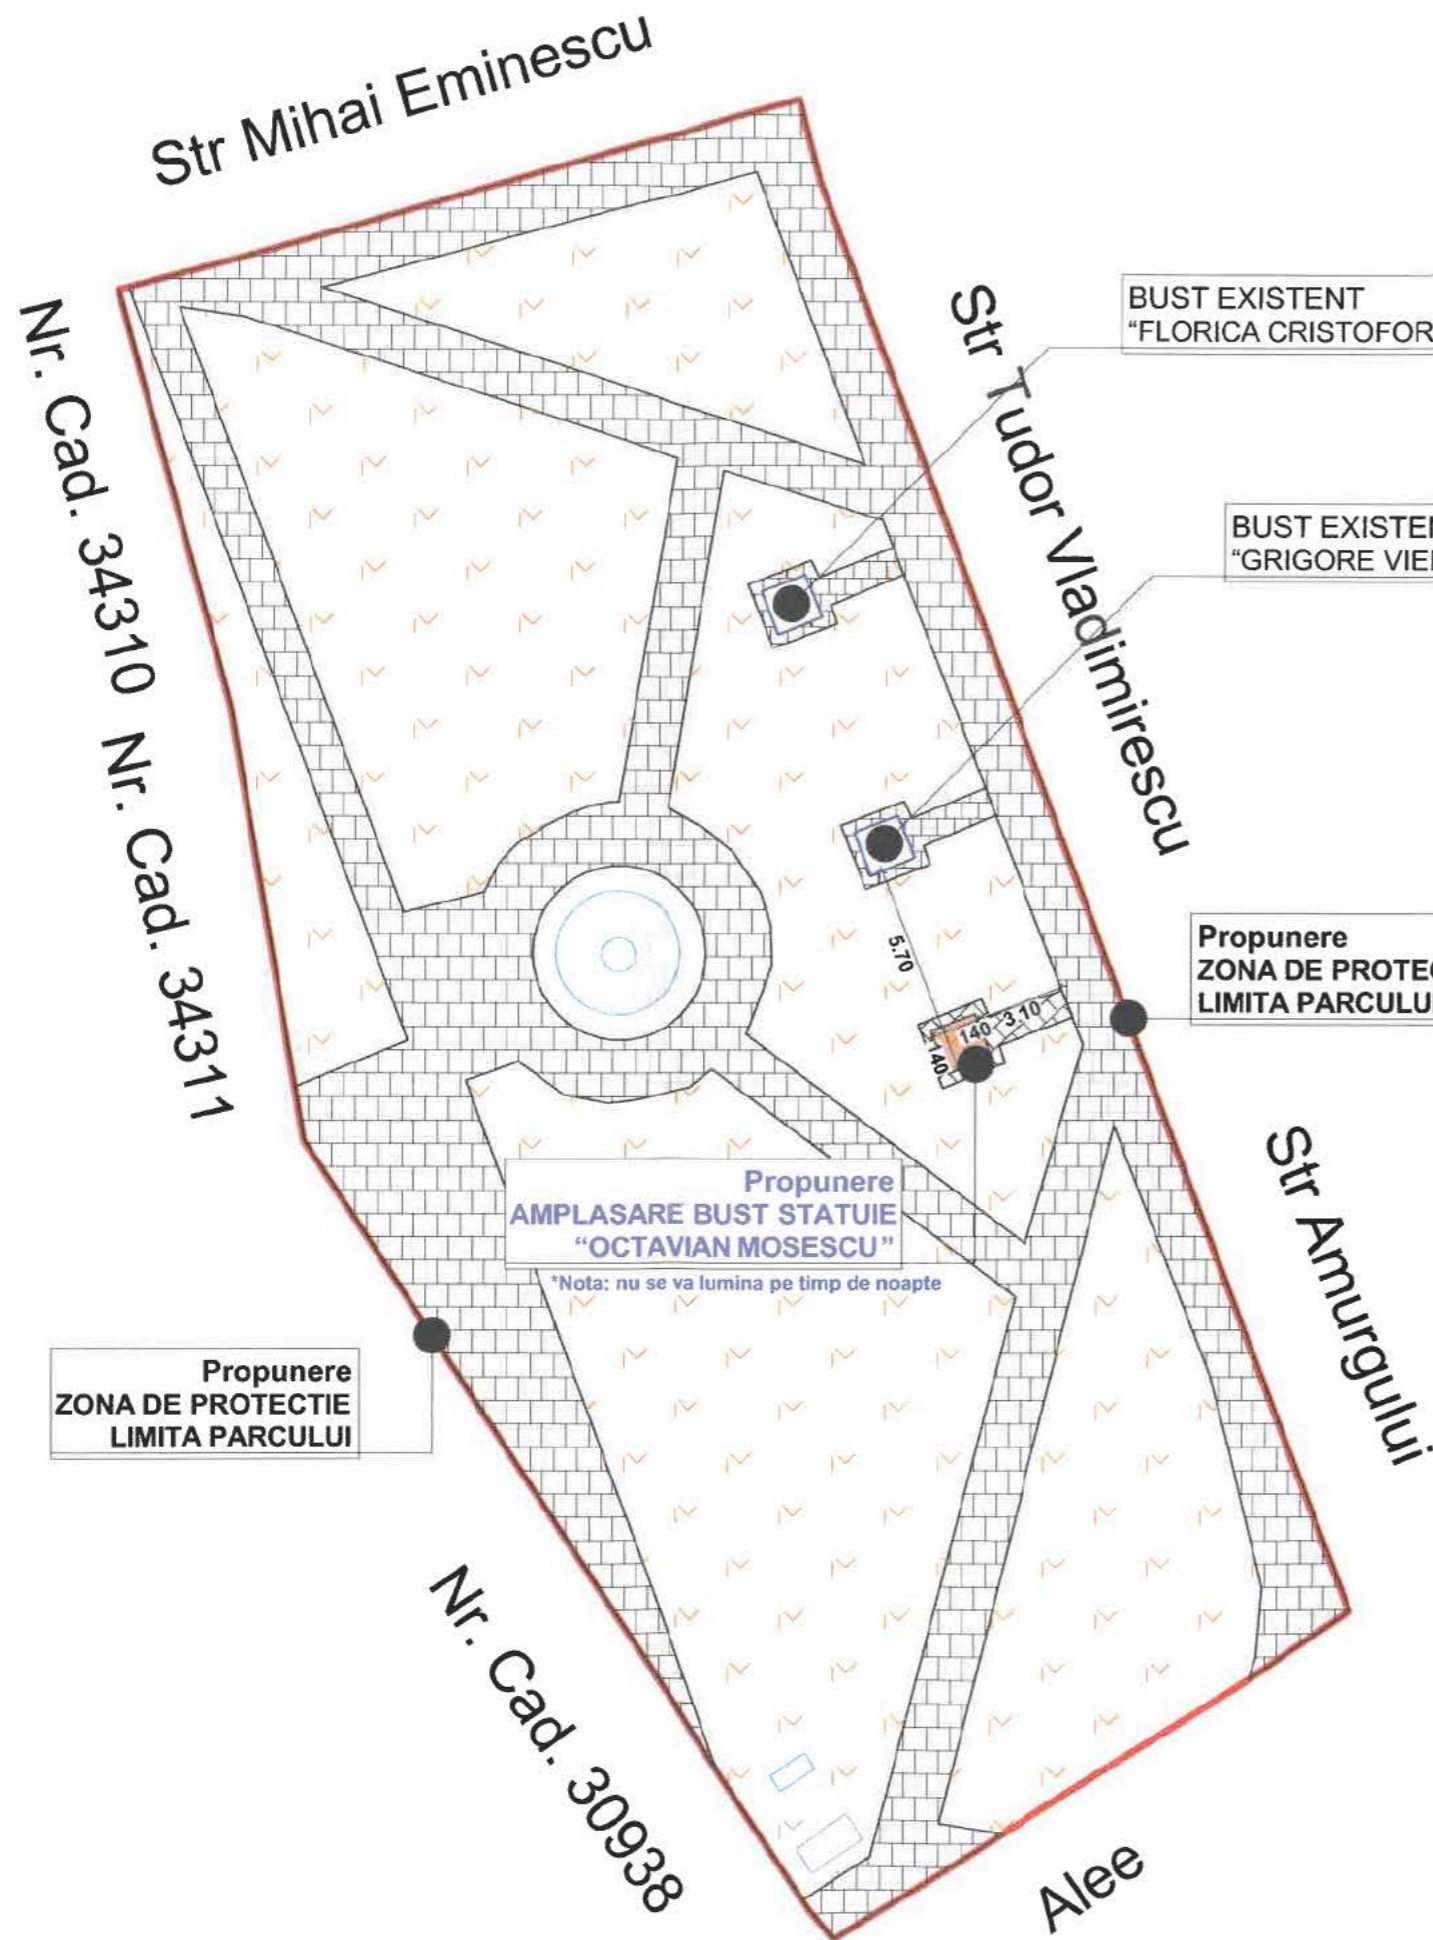 Str Mihai Eminescu
Nr. Cad. 34310
Nr. Cad. 34311
Str Tudor Vladimirescu
BUST EXISTENT
“FLORICA CRISTOFOR
BUST EXISTEN
“GRIGORE VIE
5.70
3.10
140
140
Propunere
ZONA DE PROTEC
LIMITA PARCULUI
Str Amurgului
Propunere
AMPLASARE BUST STATUIE
“OCTAVIAN MOSESCU”
*Nota: nu se va lumina pe timp de noapte
Propunere
ZONA DE PROTECTIE
LIMITA PARCULUI
Nr. Cad. 30938
Alee